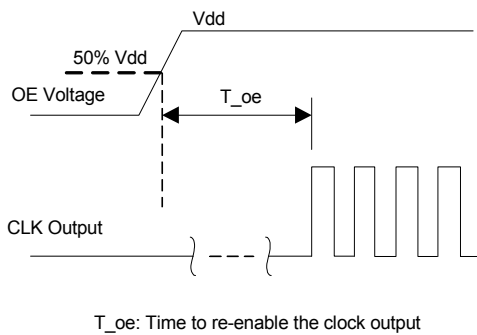 Vdd
50% Vdd
OE Voltage
T_oe
CLK Output
T_oe: Time to re-enable the clock output